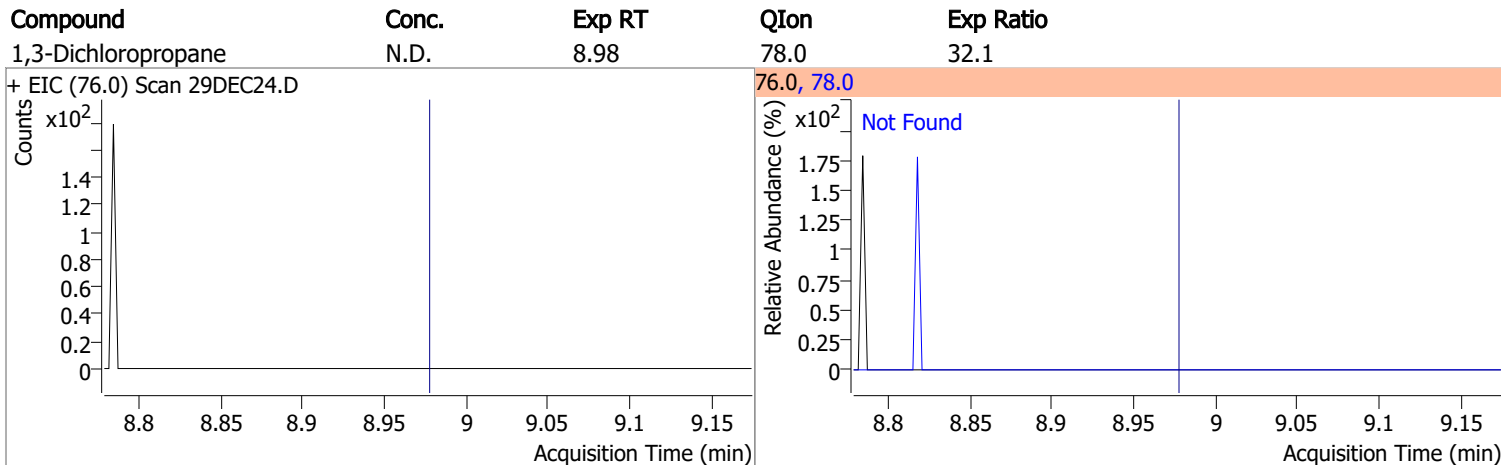 Compound Conc. Exp RT QIon Exp Ratio
1,3-Dichloropropane N.D. 8.98 78.0 32.1
+ EIC (76.0) Scan 29DEC24.D
Counts
x10²
1.4
1.2
1
0.8
0.6
0.4
0.2
0
8.8 8.85 8.9 8.95 9 9.05 9.1 9.15
Acquisition Time (min)
76.0, 78.0
Relative Abundance (%)
x10²
Not Found
1.75
1.5
1.25
1
0.75
0.5
0.25
0
8.8 8.85 8.9 8.95 9 9.05 9.1 9.15
Acquisition Time (min)